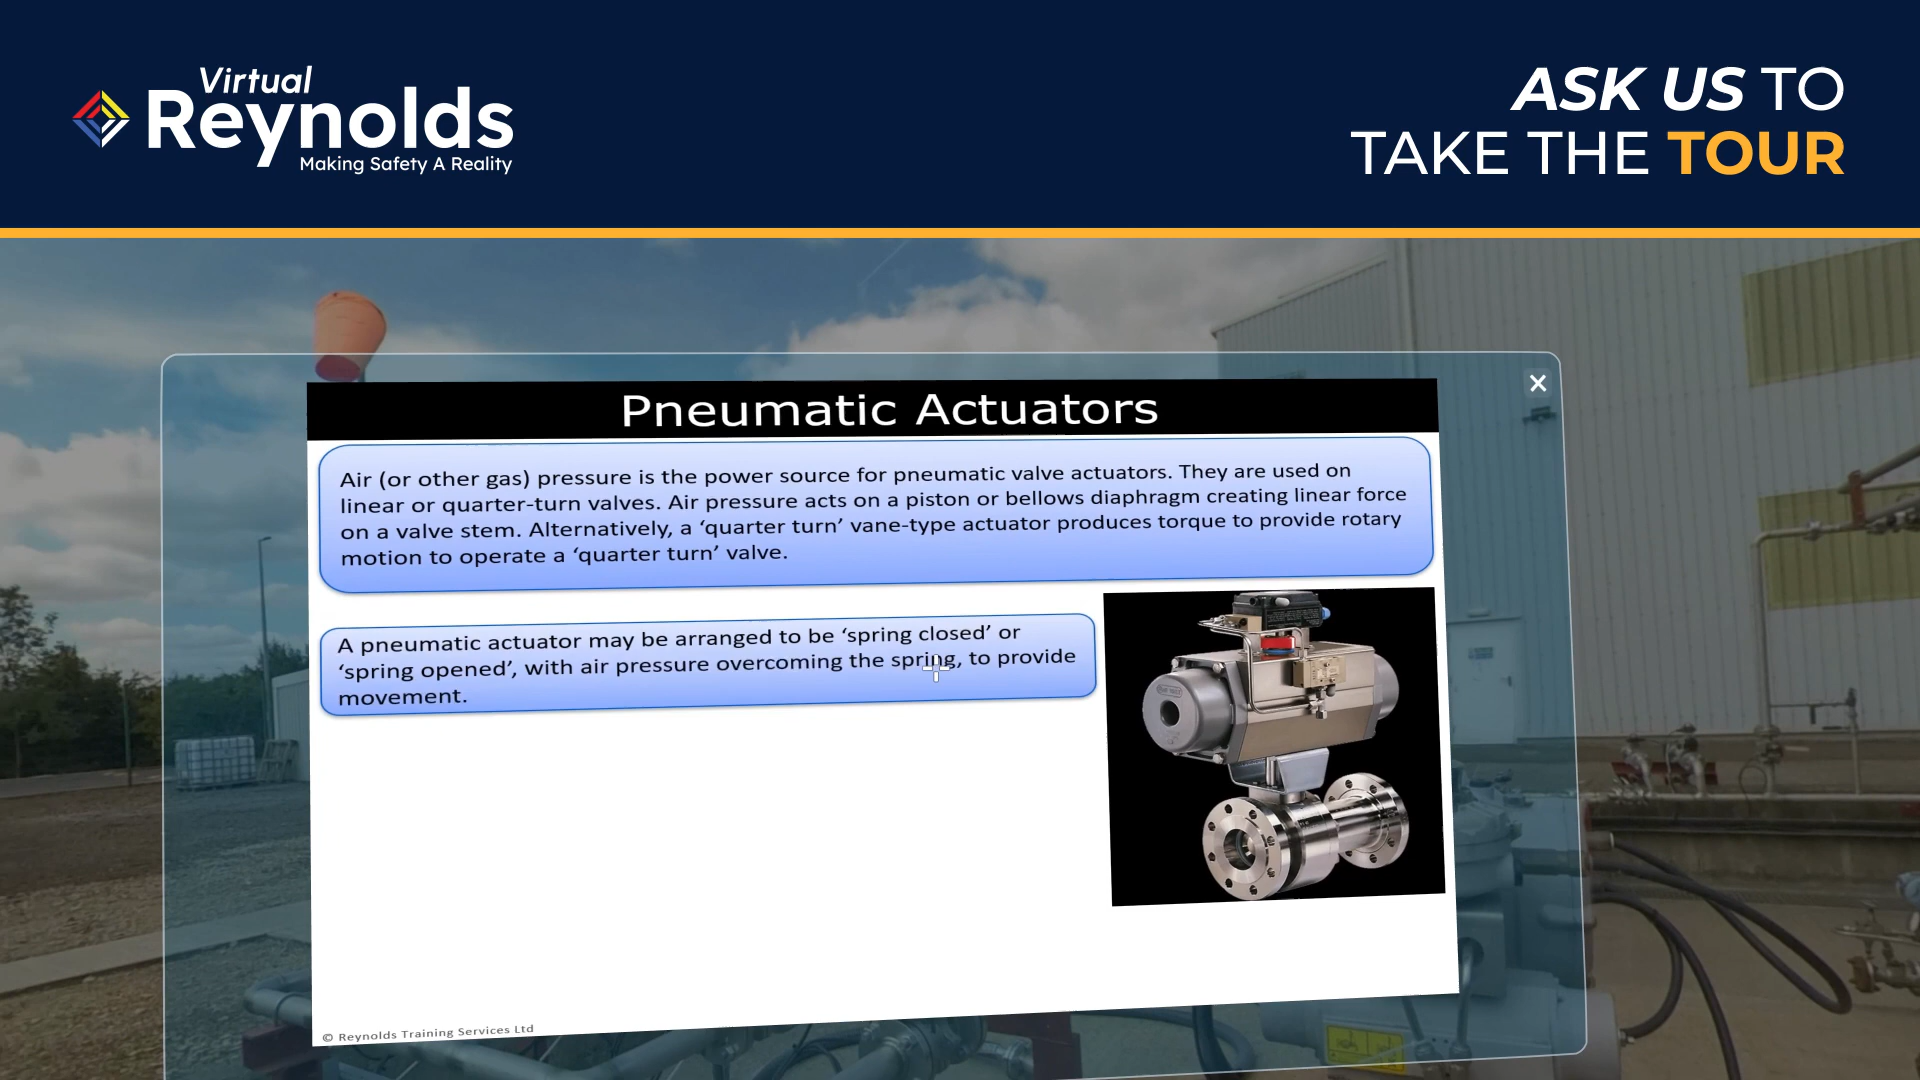 Virtual
Reynolds
Making Safety A Reality
ASK US TO
TAKE THE TOUR
Pneumatic Actuators
Air (or other gas) pressure is the power source for pneumatic valve actuators. They are used on
linear or quarter-turn valves. Air pressure acts on a piston or bellows diaphragm creating linear force
on a valve stem. Alternatively, a ‘quarter turn’ vane-type actuator produces torque to provide rotary
motion to operate a ‘quarter turn’ valve.
A pneumatic actuator may be arranged to be ‘spring closed’ or
‘spring opened’, with air pressure overcoming the spring, to provide
movement.
© Reynolds Training Services Ltd